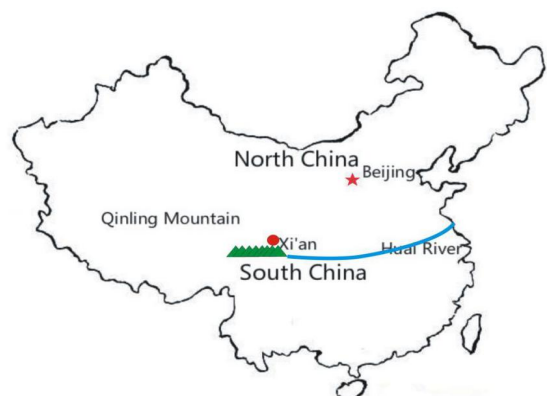 North China
Beijing
Qinling Mountain
Xi'an
Huai River
South China